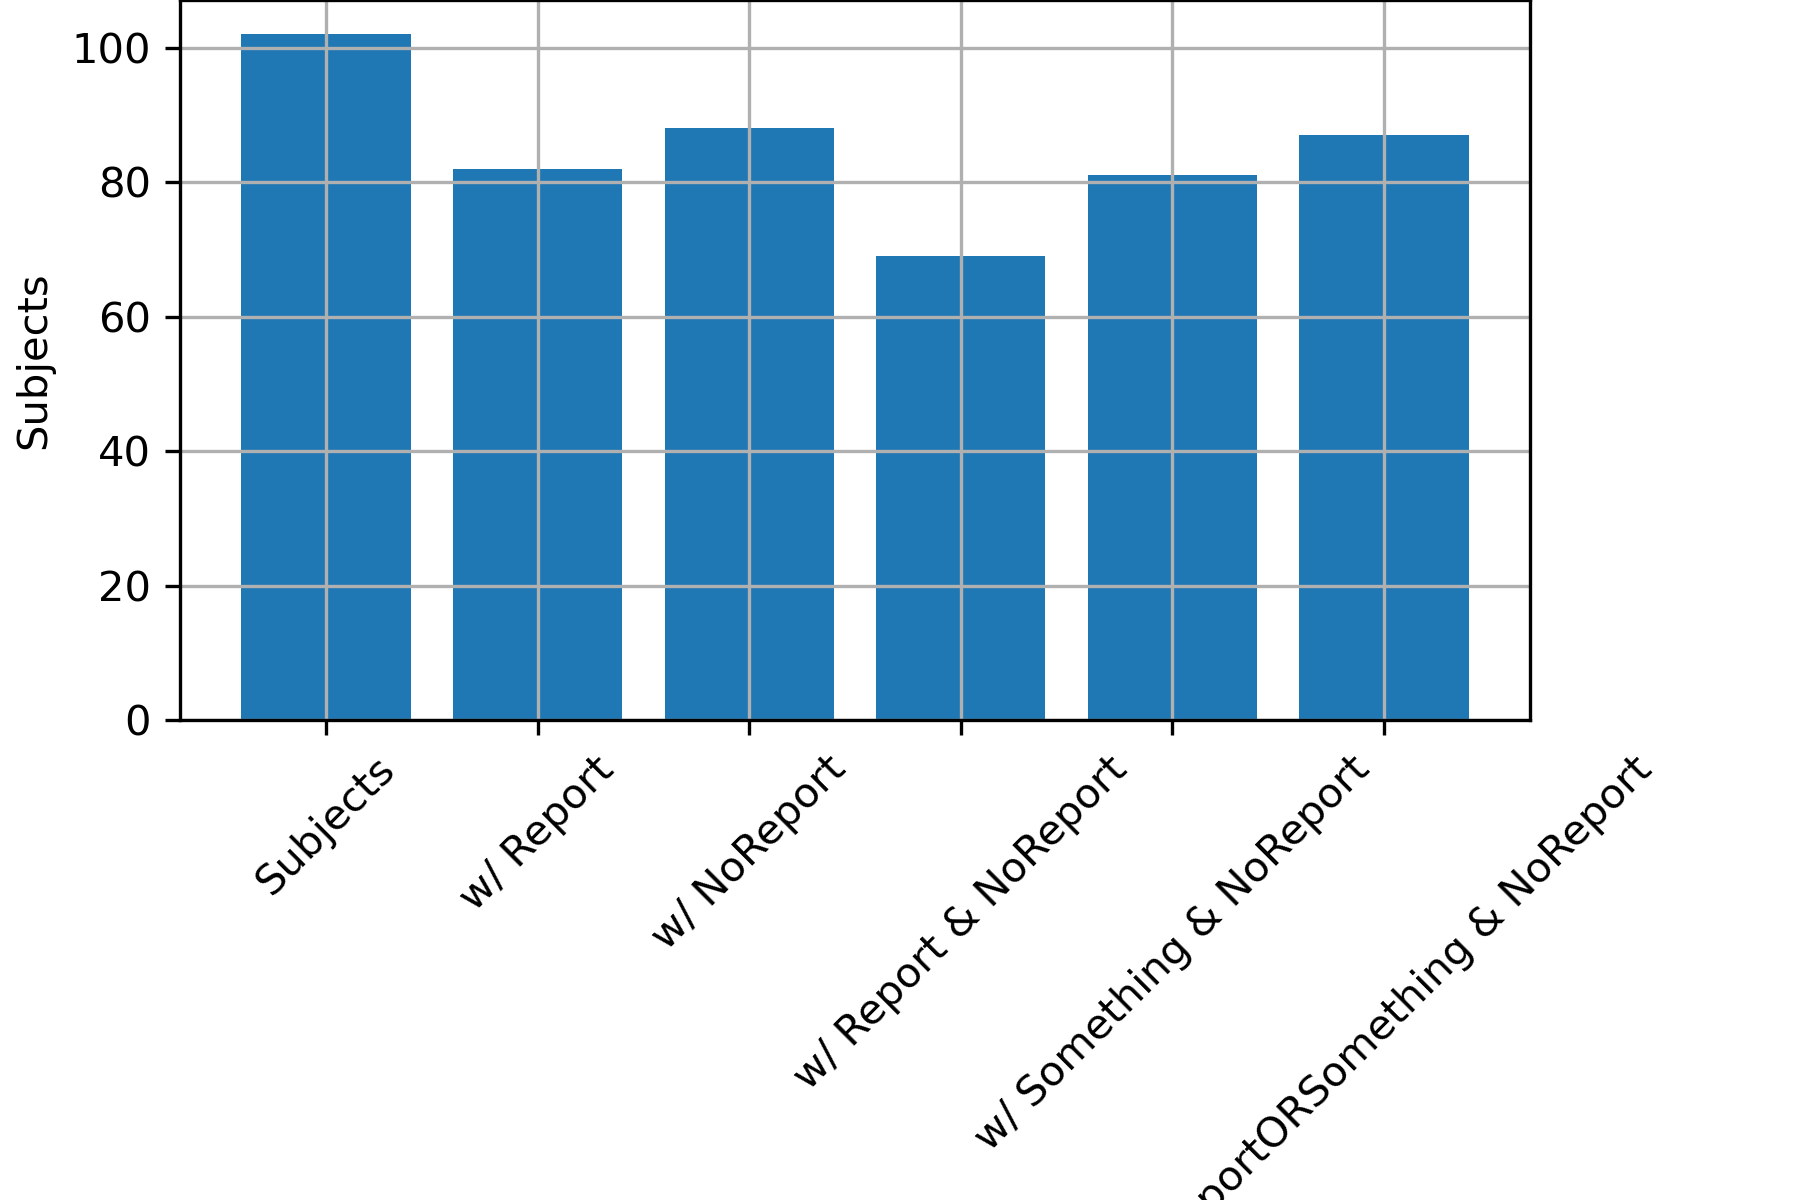 100
80
60
40
20
0
Subjects
Subjects
w/ Report
w/ NoReport
w/ Report & NoReport
w/ Something & NoReport
portORSomething & NoReport